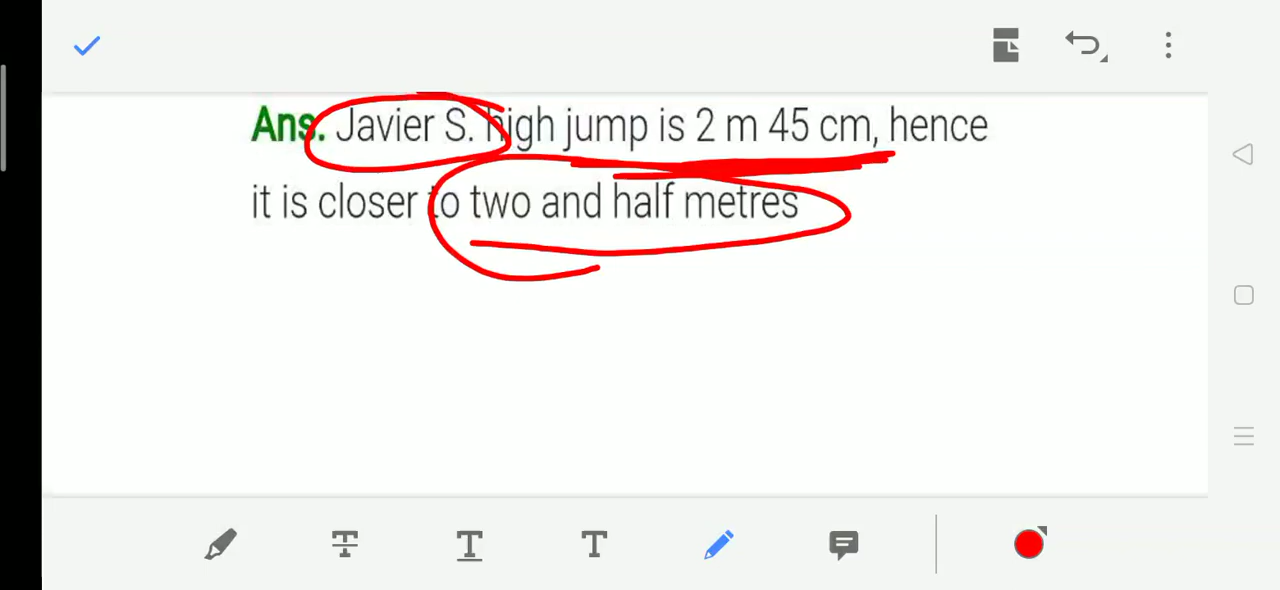 Ans. Javier S. high jump is 2 m 45 cm, hence
it is closer to two and half metres